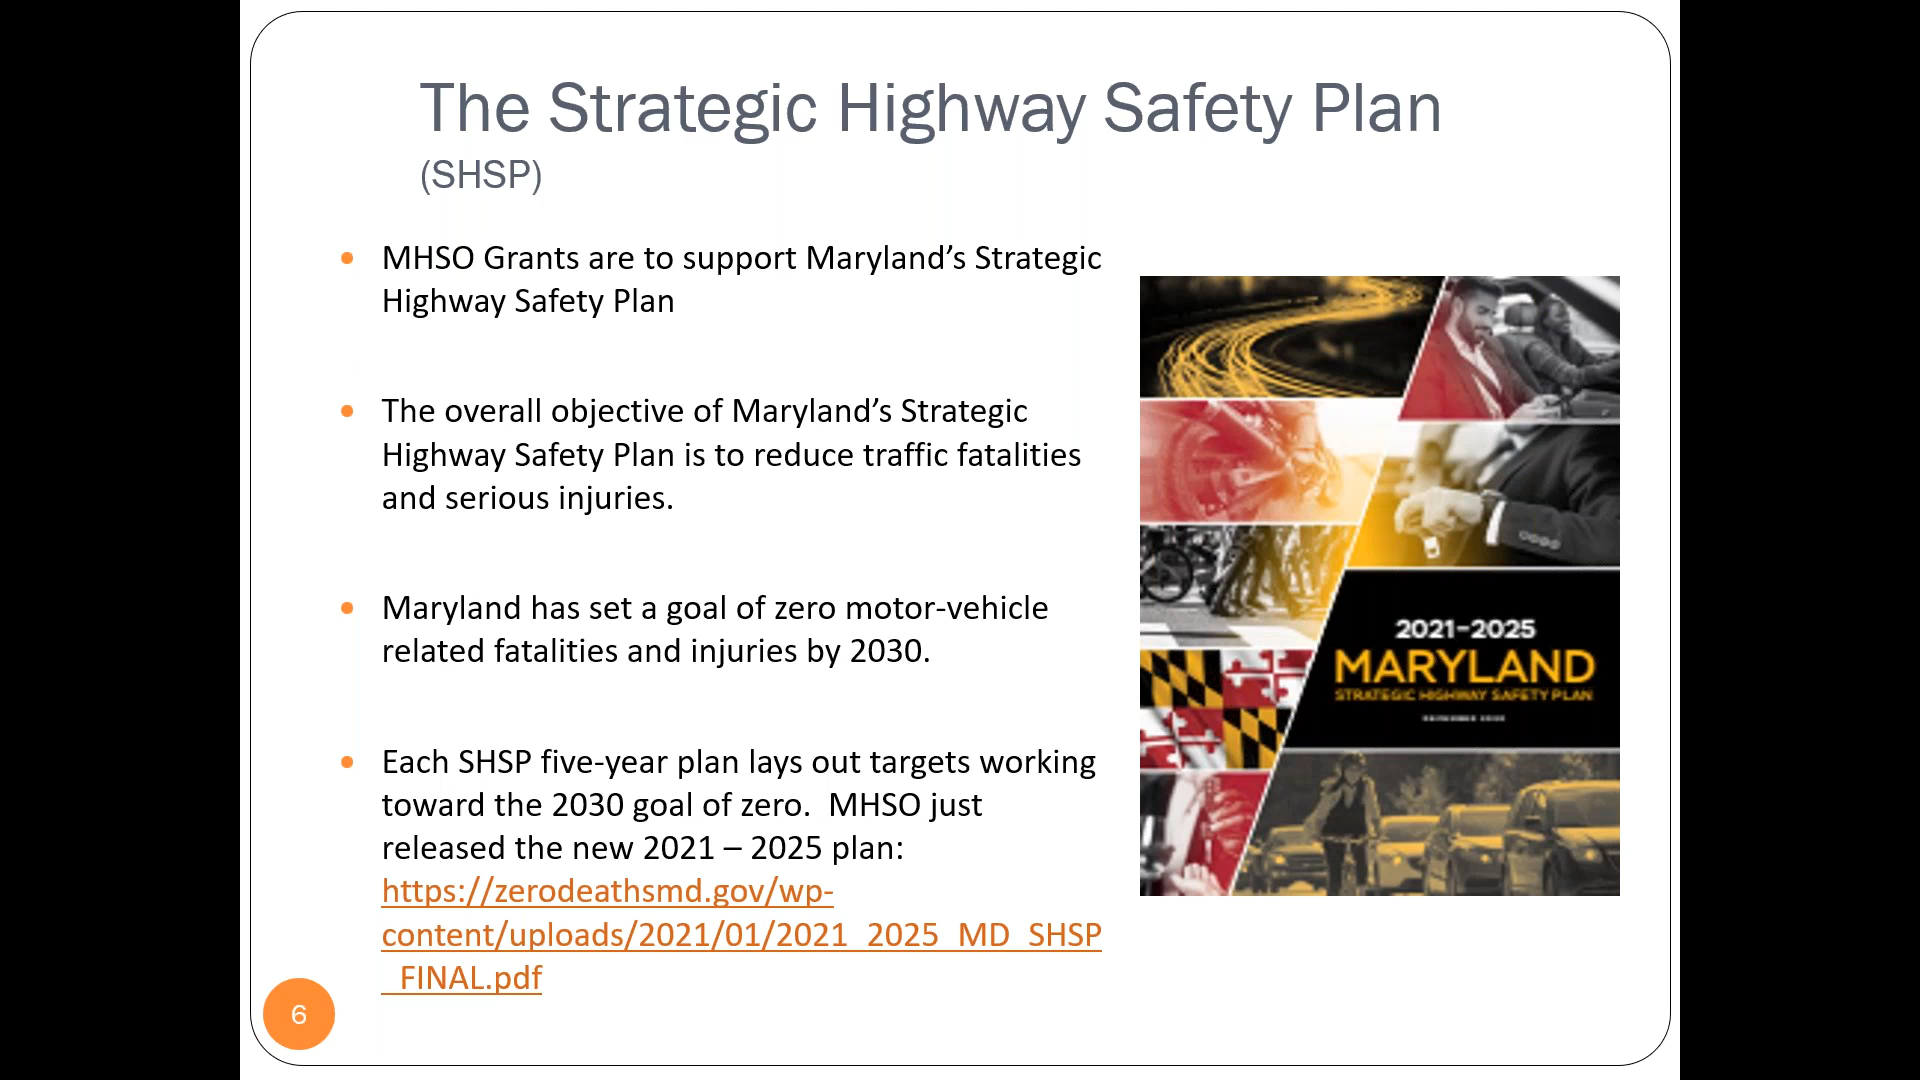 The Strategic Highway Safety Plan
(SHSP)
MHSO Grants are to support Maryland’s Strategic
Highway Safety Plan
The overall objective of Maryland’s Strategic
Highway Safety Plan is to reduce traffic fatalities
and serious injuries.
Maryland has set a goal of zero motor-vehicle
related fatalities and injuries by 2030.
Each SHSP five-year plan lays out targets working
toward the 2030 goal of zero.  MHSO just
released the new 2021 – 2025 plan:
https://zerodeathsmd.gov/wp-
content/uploads/2021/01/2021_2025_MD_SHSP
_FINAL.pdf
2021–2025
MARYLAND
STRATEGIC HIGHWAY SAFETY PLAN
6